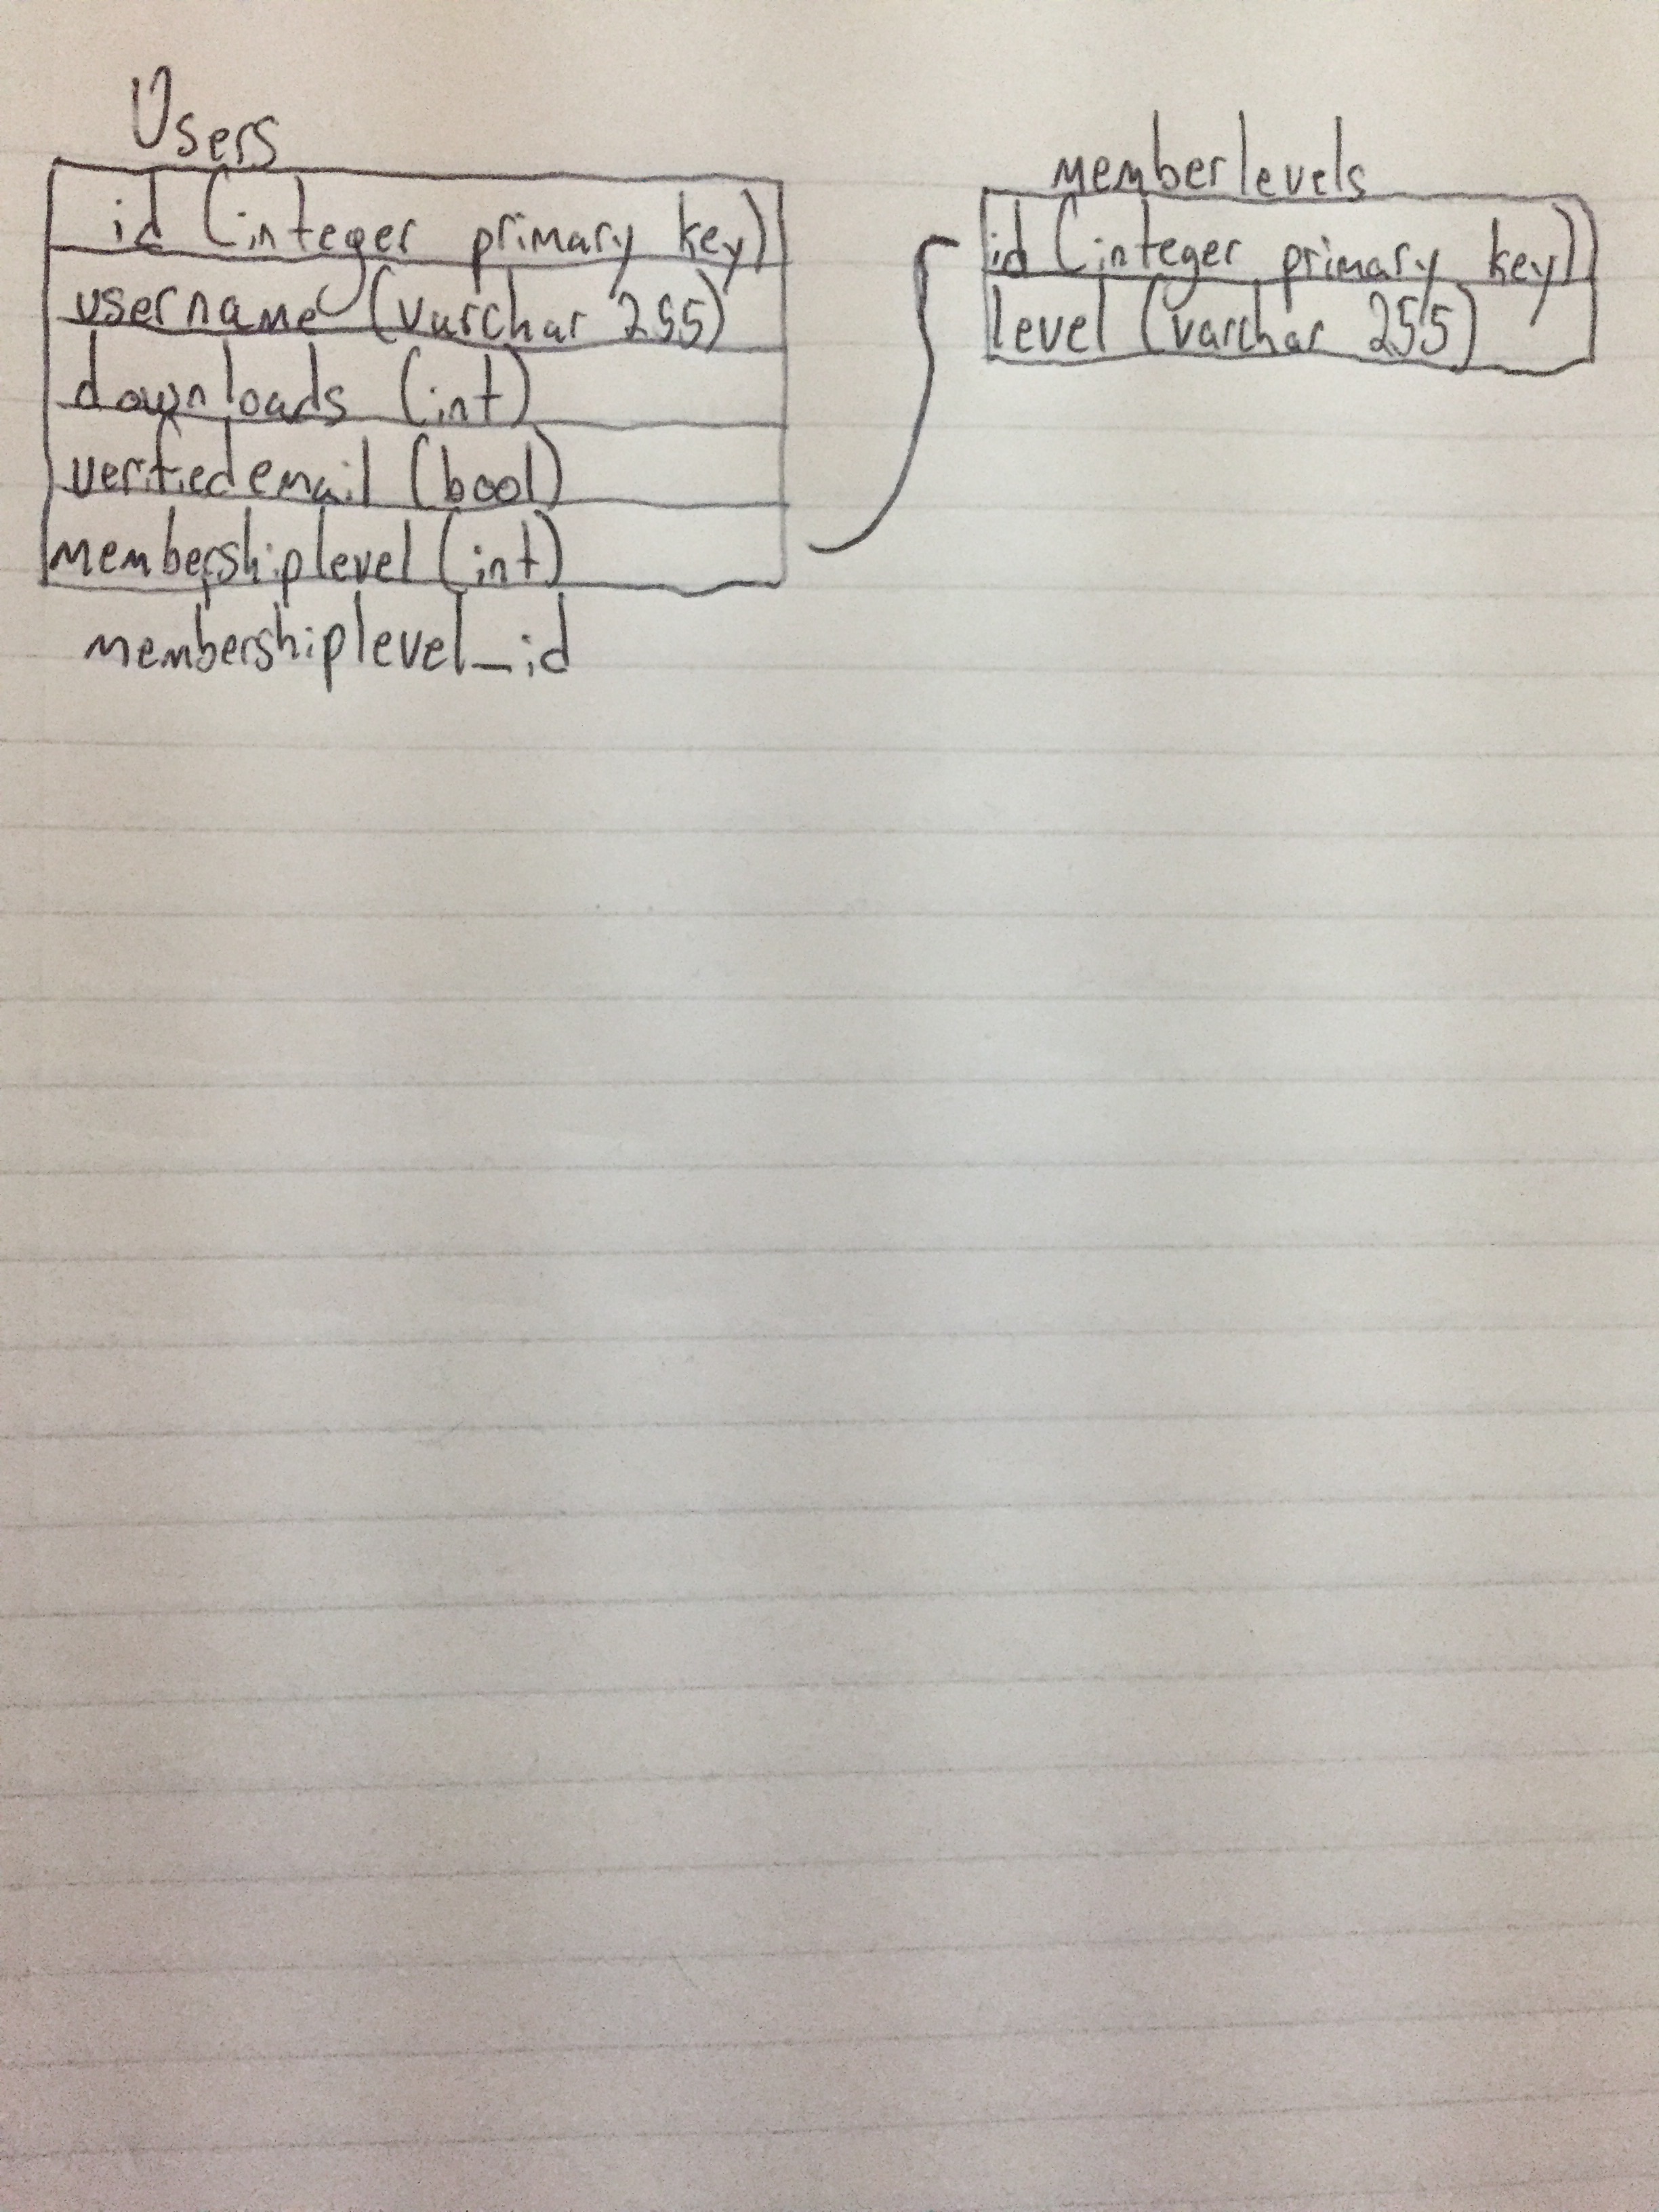 Users
id (integer primary key)
username (varchar 255)
downloads (int)
verifiedemail (bool)
membershiplevel (int)
membershiplevel_id
memberlevels
id (integer primary key)
level (varchar 255)